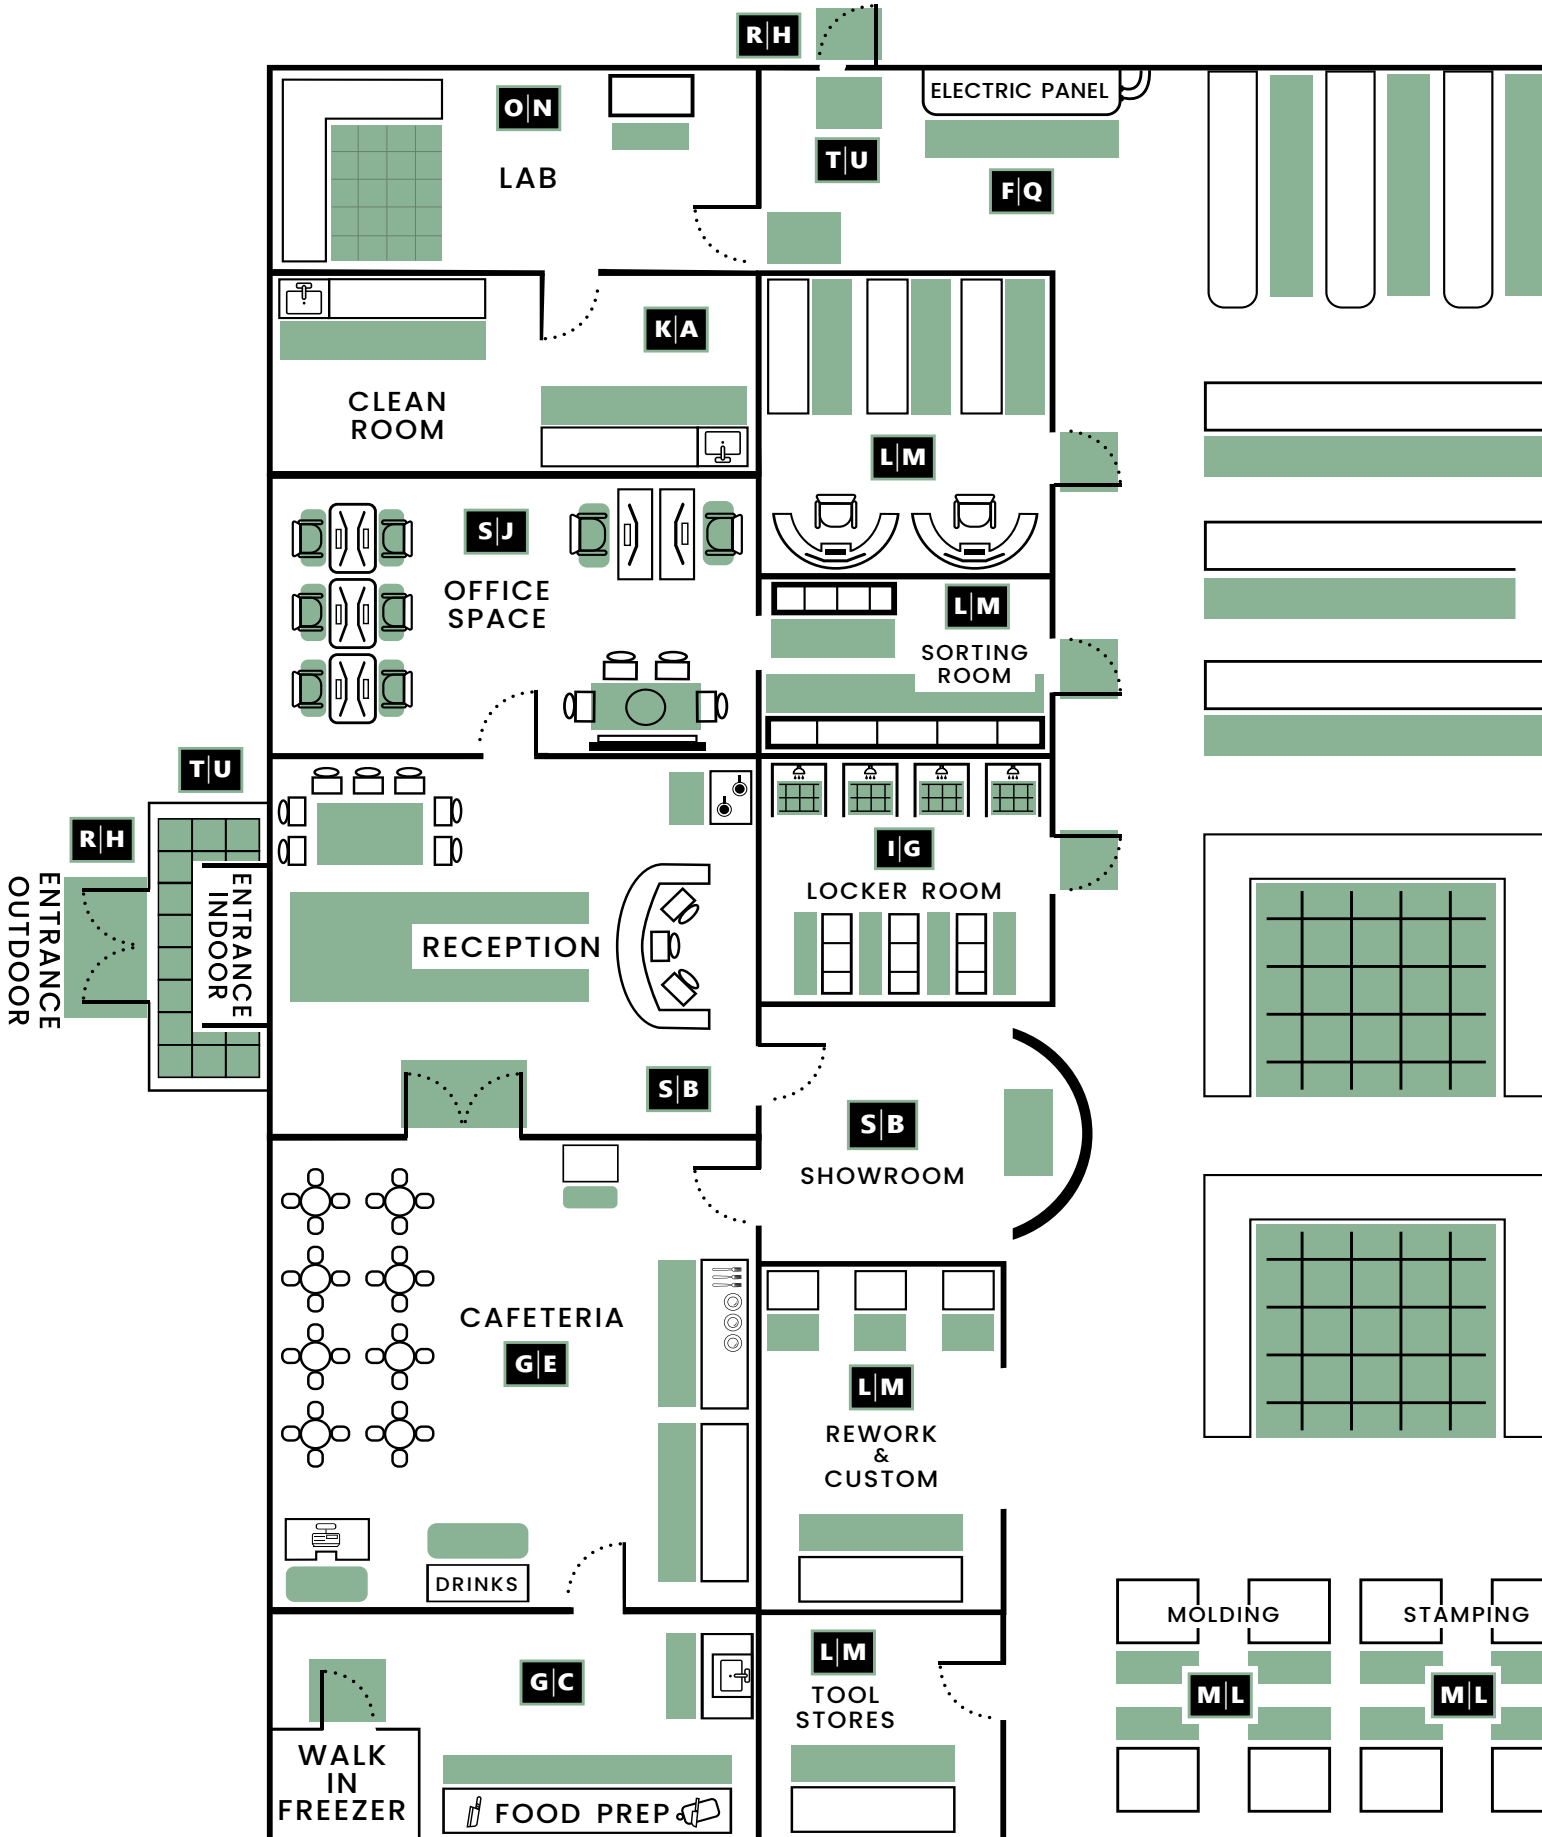 R|H
ELECTRIC PANEL
O|N
LAB
T|U
F|Q
K|A
CLEAN
ROOM
L|M
S|J
OFFICE
SPACE
L|M
SORTING
ROOM
T|U
R|H
ENTRANCE
OUTDOOR
ENTRANCE
INDOOR
I|G
LOCKER ROOM
RECEPTION
S|B
S|B
SHOWROOM
CAFETERIA
G|E
L|M
REWORK
&
CUSTOM
DRINKS
MOLDING
STAMPING
G|C
L|M
TOOL
STORES
M|L
M|L
WALK
IN
FREEZER
FOOD PREP